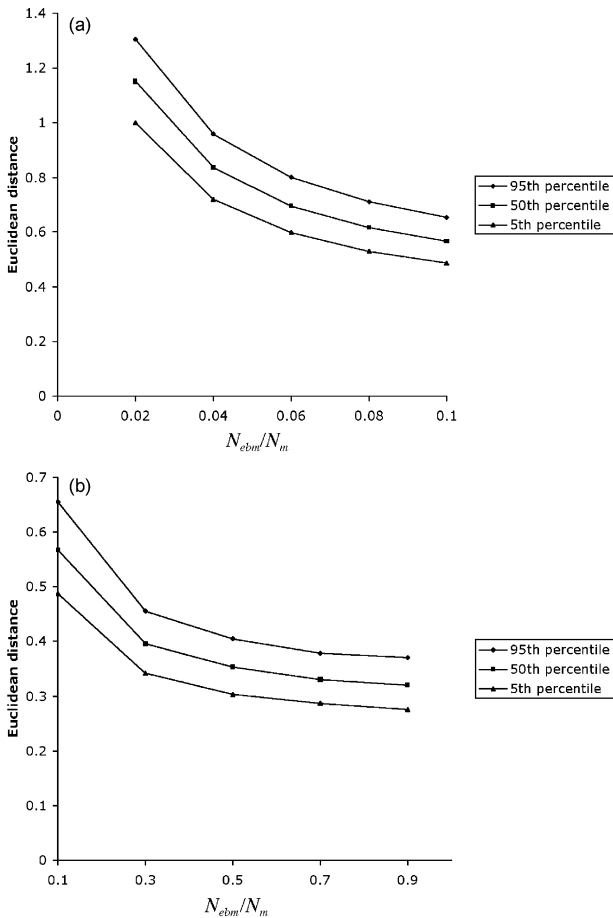 (a)
1.4
1.2
1
0.8
0.6
0.4
0.2
0
Euclidean distance
0 0.02 0.04 0.06 0.08 0.1
Nebm/Nm
95th percentile
50th percentile
5th percentile
(b)
0.7
0.6
0.5
0.4
0.3
0.2
0.1
0
Euclidean distance
0.1 0.3 0.5 0.7 0.9
Nebm/Nm
95th percentile
50th percentile
5th percentile